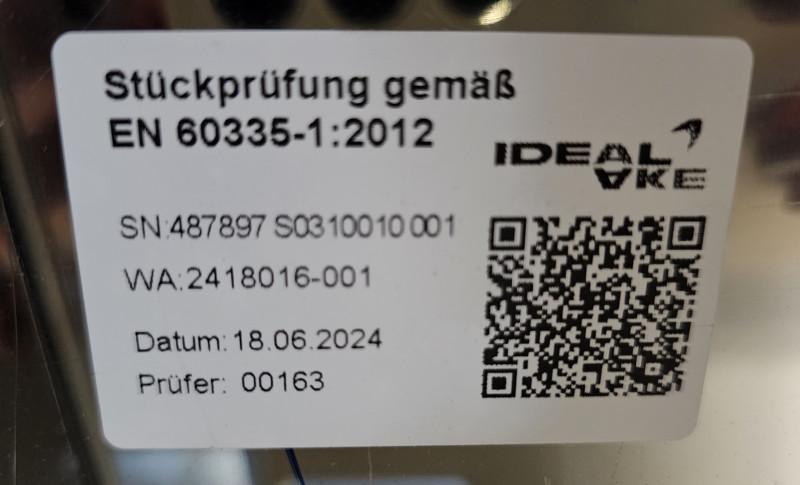 Stückprüfung gemäß
EN 60335-1:2012
IDEAL
AKE
SN:487897 S0310010 001
WA:2418016-001
Datum: 18.06.2024
Prüfer: 00163